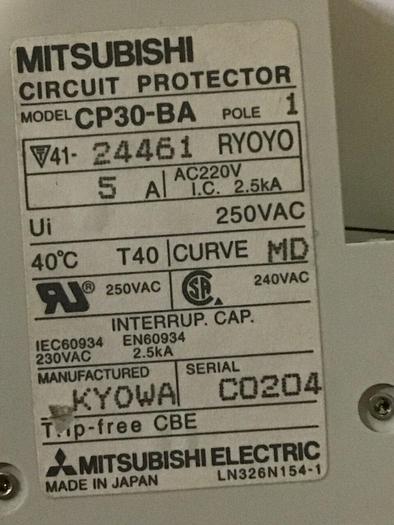 MITSUBISHI
CIRCUIT PROTECTOR
MODEL CP30-BA POLE 1
▽41- 24461 RYOYO
5 A AC220V
I.C. 2.5kA
Ui 250VAC
40°C T40 CURVE MD
RU® 250VAC SA 240VAC
INTERRUP. CAP.
IEC60934 EN60934
230VAC 2.5kA
MANUFACTURED SERIAL
KYOWA C0204
Trip-free CBE
MITSUBISHI ELECTRIC
MADE IN JAPAN LN326N154-1